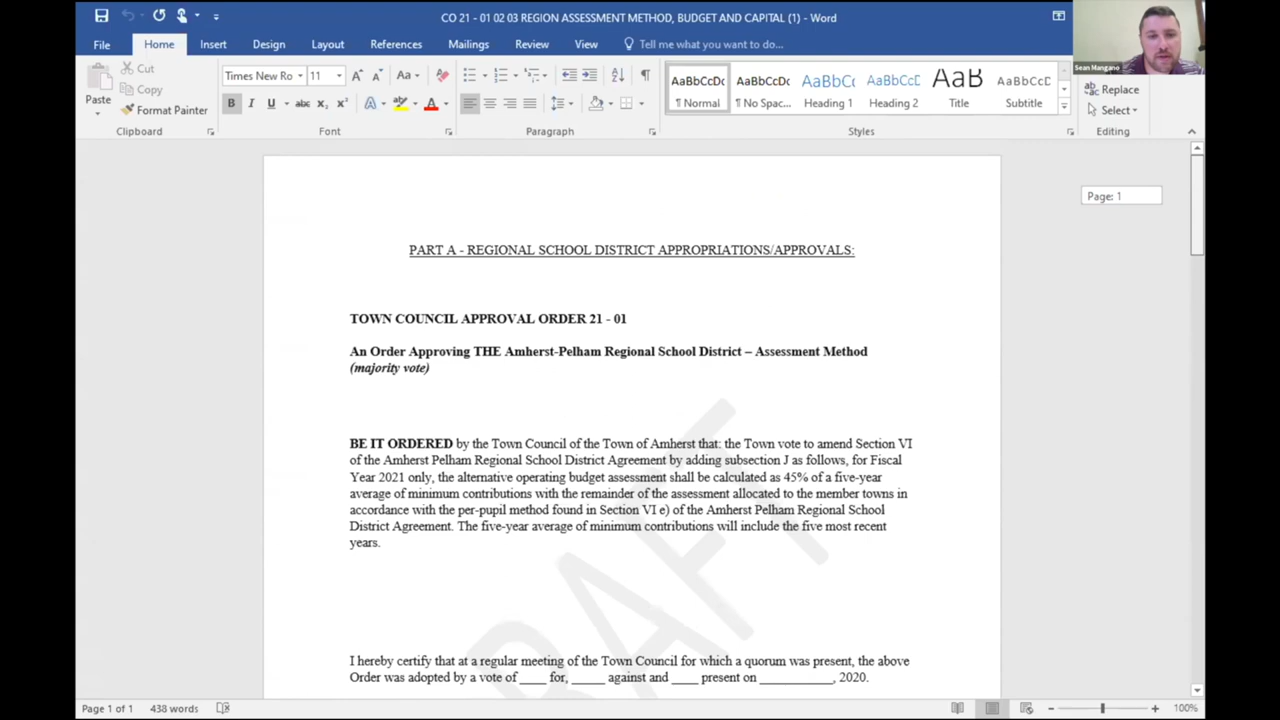 CO 21 - 01 02 03 REGION ASSESSMENT METHOD, BUDGET AND CAPITAL (1) - Word
Sean Mangano
File Home Insert Design Layout References Mailings Review View Tell me what you want to do...
Paste
Cut
Copy
Format Painter
Clipboard
Times New Ro 11
Font
Paragraph
AaBbCcDc AaBbCcDc AaBbC AaBbCcD AaB AaBbCcD
¶ Normal ¶ No Spac... Heading 1 Heading 2 Title Subtitle
Styles
Replace
Select
Editing
Page: 1
PART A - REGIONAL SCHOOL DISTRICT APPROPRIATIONS/APPROVALS:
TOWN COUNCIL APPROVAL ORDER 21 - 01
An Order Approving THE Amherst-Pelham Regional School District – Assessment Method
(majority vote)
BE IT ORDERED by the Town Council of the Town of Amherst that: the Town vote to amend Section VI
of the Amherst Pelham Regional School District Agreement by adding subsection J as follows, for Fiscal
Year 2021 only, the alternative operating budget assessment shall be calculated as 45% of a five-year
average of minimum contributions with the remainder of the assessment allocated to the member towns in
accordance with the per-pupil method found in Section VI e) of the Amherst Pelham Regional School
District Agreement. The five-year average of minimum contributions will include the five most recent
years.
DRAFT
I hereby certify that at a regular meeting of the Town Council for which a quorum was present, the above
Order was adopted by a vote of ____ for, _____ against and ____ present on ___________, 2020.
Page 1 of 1 438 words 100%